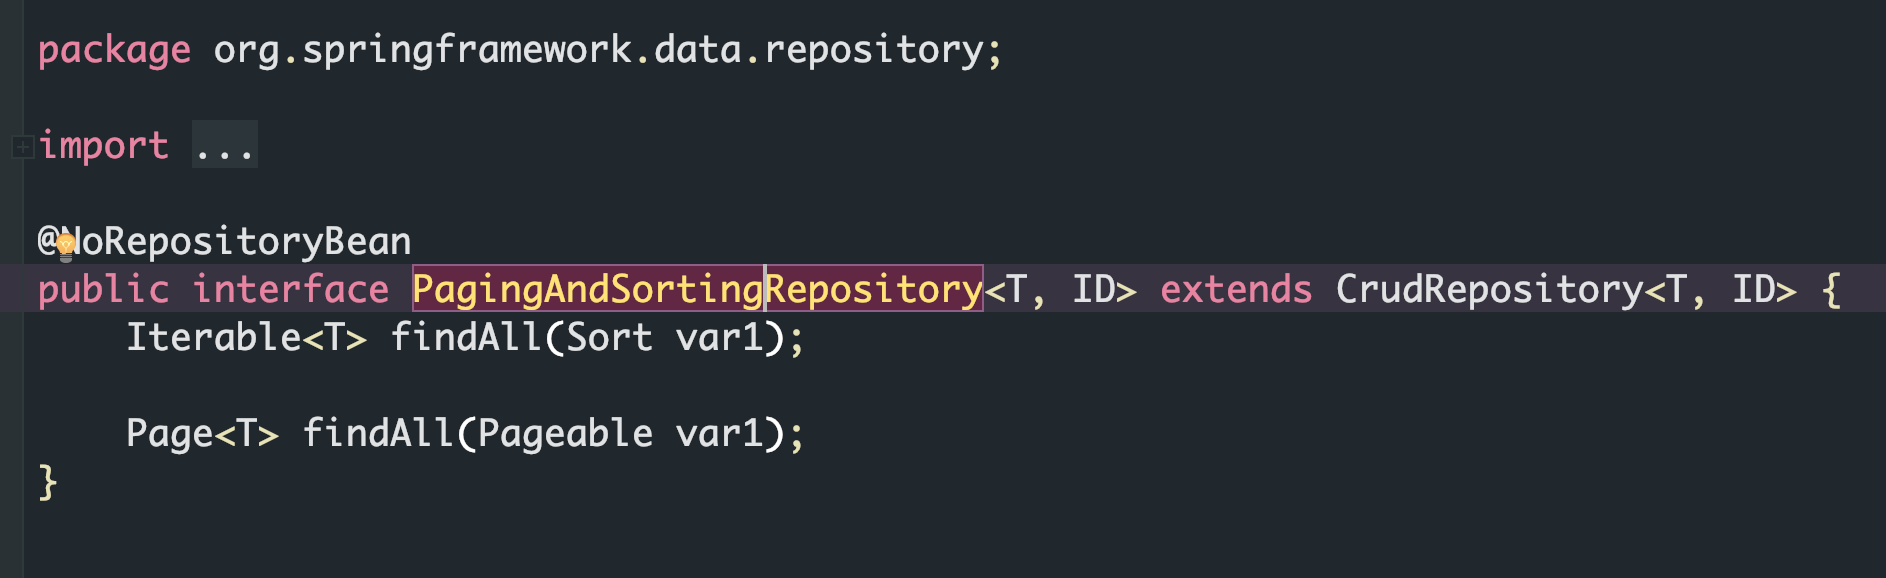 package org.springframework.data.repository;
import ...
@NoRepositoryBean
public interface PagingAndSortingRepository<T, ID> extends CrudRepository<T, ID> {
Iterable<T> findAll(Sort var1);
Page<T> findAll(Pageable var1);
}